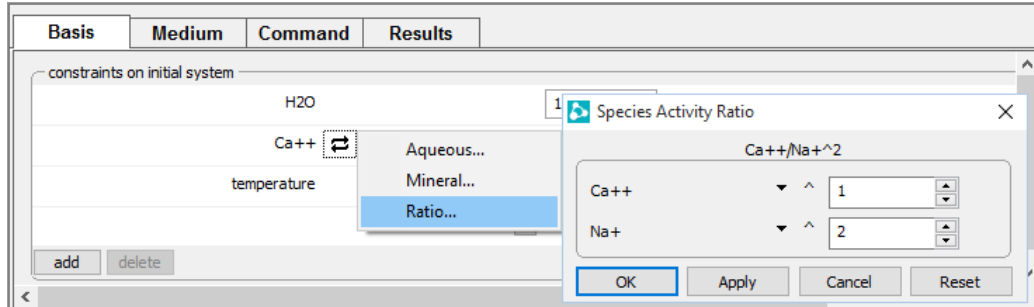 Basis Medium Command Results
constraints on initial system
H2O
1
Ca++
temperature
add delete
Aqueous...
Mineral...
Ratio...
Species Activity Ratio
Ca++/Na+^2
Ca++ ^ 1
Na+ ^ 2
OK Apply Cancel Reset